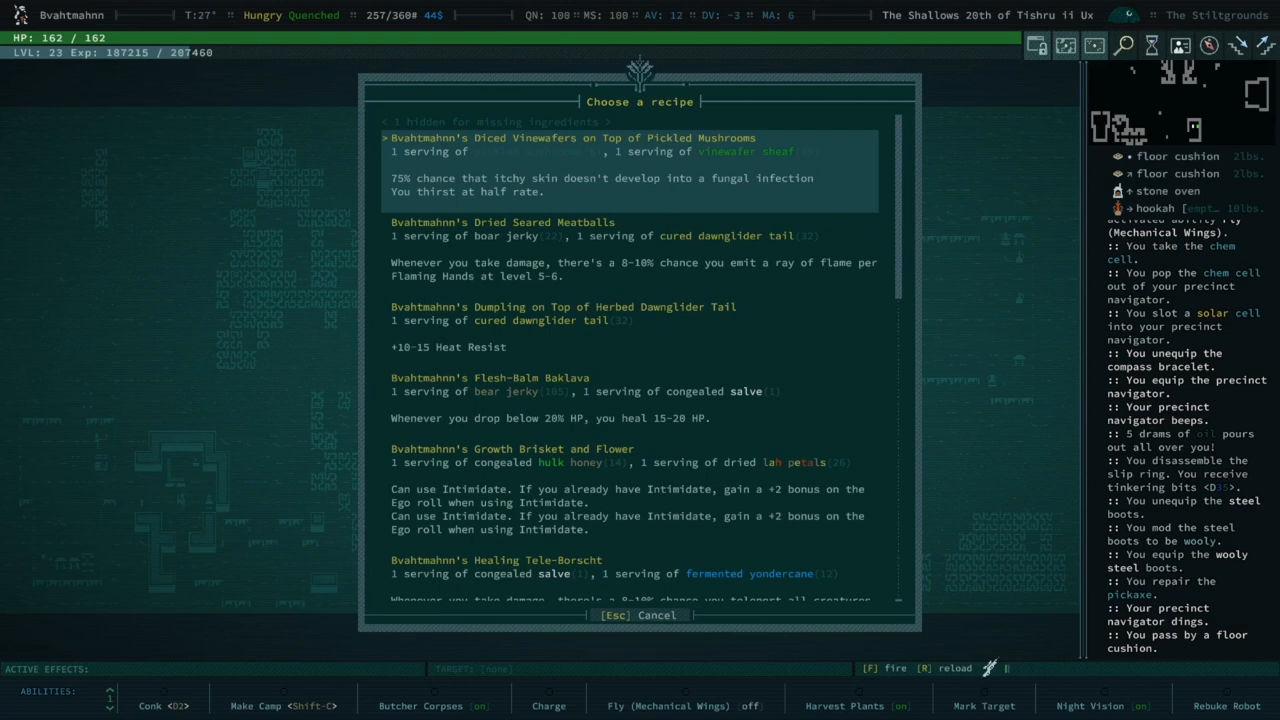 Bvahtmahn T:27° :: Hungry Quenched 257/360# 44$ QN: 100 :: MS: 100 :: AV: 12 :: DV: -3 :: MA: 6 The Shallows 20th of Tishru ii Ux :: The Stiltgrounds
HP: 162 / 162
LVL: 23 Exp: 187215 / 207460
Choose a recipe
< 1 hidden for missing ingredients >
> Bvahtmahnn's Diced Vinewafers on Top of Pickled Mushrooms
1 serving of , 1 serving of vinewafer sheaf
75% chance that itchy skin doesn't develop into a fungal infection
You thirst at half rate.
Bvahtmahnn's Dried Seared Meatballs
1 serving of boar jerky(22), 1 serving of cured dawnglider tail(32)
Whenever you take damage, there's a 8-10% chance you emit a ray of flame per
Flaming Hands at level 5-6.
Bvahtmahnn's Dumpling on Top of Herbed Dawnglider Tail
1 serving of cured dawnglider tail(32)
+10-15 Heat Resist
Bvahtmahnn's Flesh-Balm Baklava
1 serving of bear jerky(105), 1 serving of congealed salve(1)
Whenever you drop below 20% HP, you heal 15-20 HP.
Bvahtmahnn's Growth Brisket and Flower
1 serving of congealed hulk honey(14), 1 serving of dried lah petals(26)
Can use Intimidate. If you already have Intimidate, gain a +2 bonus on the
Ego roll when using Intimidate.
Can use Intimidate. If you already have Intimidate, gain a +2 bonus on the
Ego roll when using Intimidate.
Bvahtmahnn's Healing Tele-Borscht
1 serving of congealed salve(1), 1 serving of fermented yondercane(12)
Whenever you take damage, there's a 8-10% chance you teleport all creatures
[Esc] Cancel
floor cushion 2lbs.
floor cushion 2lbs.
stone oven
hookah [empt… 10lbs.
activated ability Fly
(Mechanical Wings).
:: You take the chem
cell.
:: You pop the chem cell
out of your precinct
navigator.
:: You slot a solar cell
into your precinct
navigator.
:: You unequip the
compass bracelet.
:: You equip the precinct
navigator.
:: Your precinct
navigator beeps.
:: 5 drams of oil pours
out all over you!
:: You disassemble the
slip ring. You receive
tinkering bits <D35>.
:: You unequip the steel
boots.
:: You mod the steel
boots to be wooly.
:: You equip the wooly
steel boots.
:: You repair the
pickaxe.
:: Your precinct
navigator dings.
:: You pass by a floor
cushion.
ACTIVE EFFECTS: TARGET: [none] [F] fire [R] reload
ABILITIES: 1 Conk <D2> Make Camp <Shift-C> Butcher Corpses [on] Charge Fly (Mechanical Wings) [off] Harvest Plants [on] Mark Target Night Vision [on] Rebuke Robot